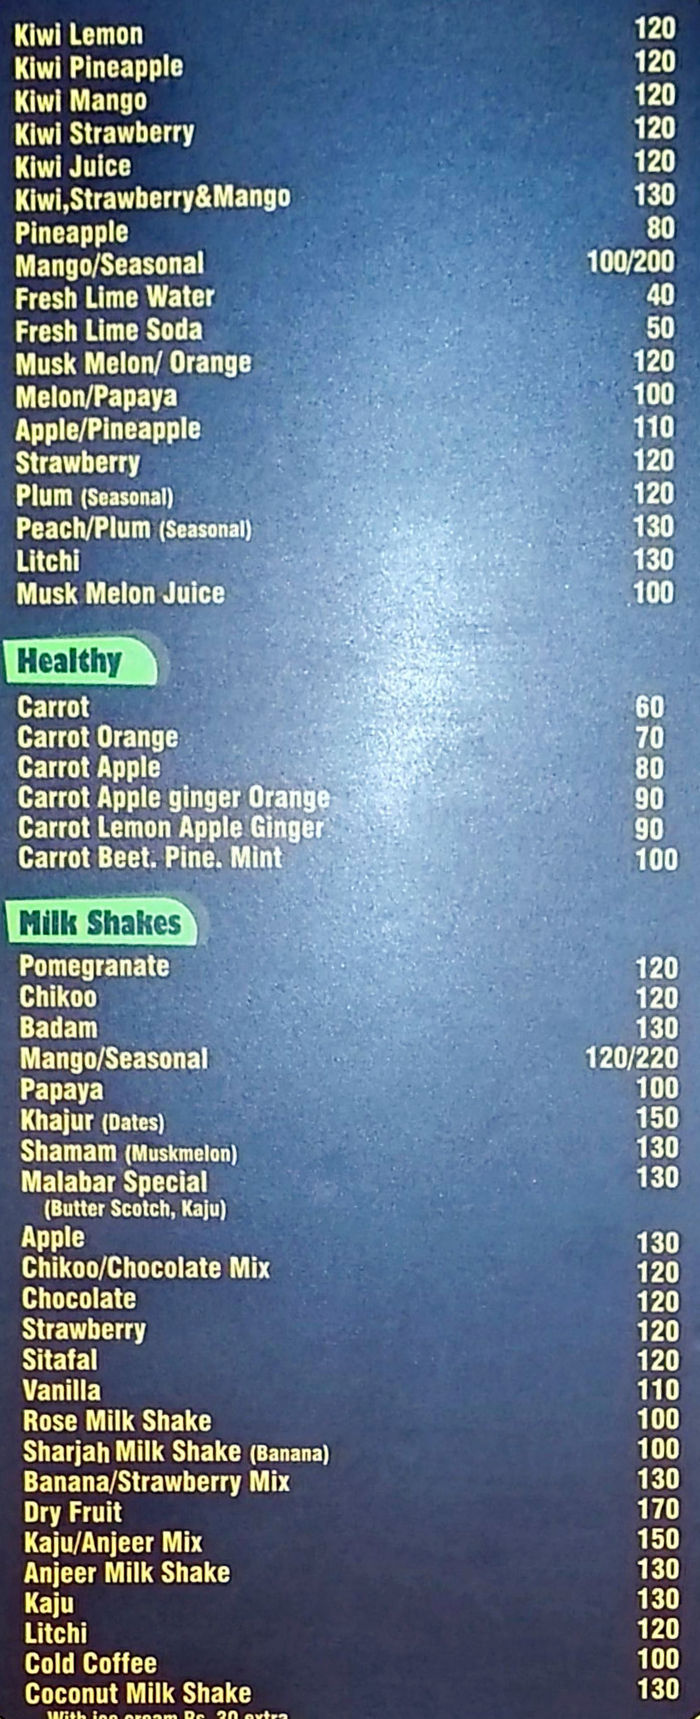 Kiwi Lemon 120
Kiwi Pineapple 120
Kiwi Mango 120
Kiwi Strawberry 120
Kiwi Juice 120
Kiwi,Strawberry&Mango 130
Pineapple 80
Mango/Seasonal 100/200
Fresh Lime Water 40
Fresh Lime Soda 50
Musk Melon/ Orange 120
Melon/Papaya 100
Apple/Pineapple 110
Strawberry 120
Plum (Seasonal) 120
Peach/Plum (Seasonal) 130
Litchi 130
Musk Melon Juice 100
Healthy
Carrot 60
Carrot Orange 70
Carrot Apple 80
Carrot Apple ginger Orange 90
Carrot Lemon Apple Ginger 90
Carrot Beet. Pine. Mint 100
Milk Shakes
Pomegranate 120
Chikoo 120
Badam 130
Mango/Seasonal 120/220
Papaya 100
Khajur (Dates) 150
Shamam (Muskmelon) 130
Malabar Special 130
(Butter Scotch, Kaju)
Apple 130
Chikoo/Chocolate Mix 120
Chocolate 120
Strawberry 120
Sitafal 120
Vanilla 110
Rose Milk Shake 100
Sharjah Milk Shake (Banana) 100
Banana/Strawberry Mix 130
Dry Fruit 170
Kaju/Anjeer Mix 150
Anjeer Milk Shake 130
Kaju 130
Litchi 120
Cold Coffee 100
Coconut Milk Shake 130
With ice cream Rs. 30 extra